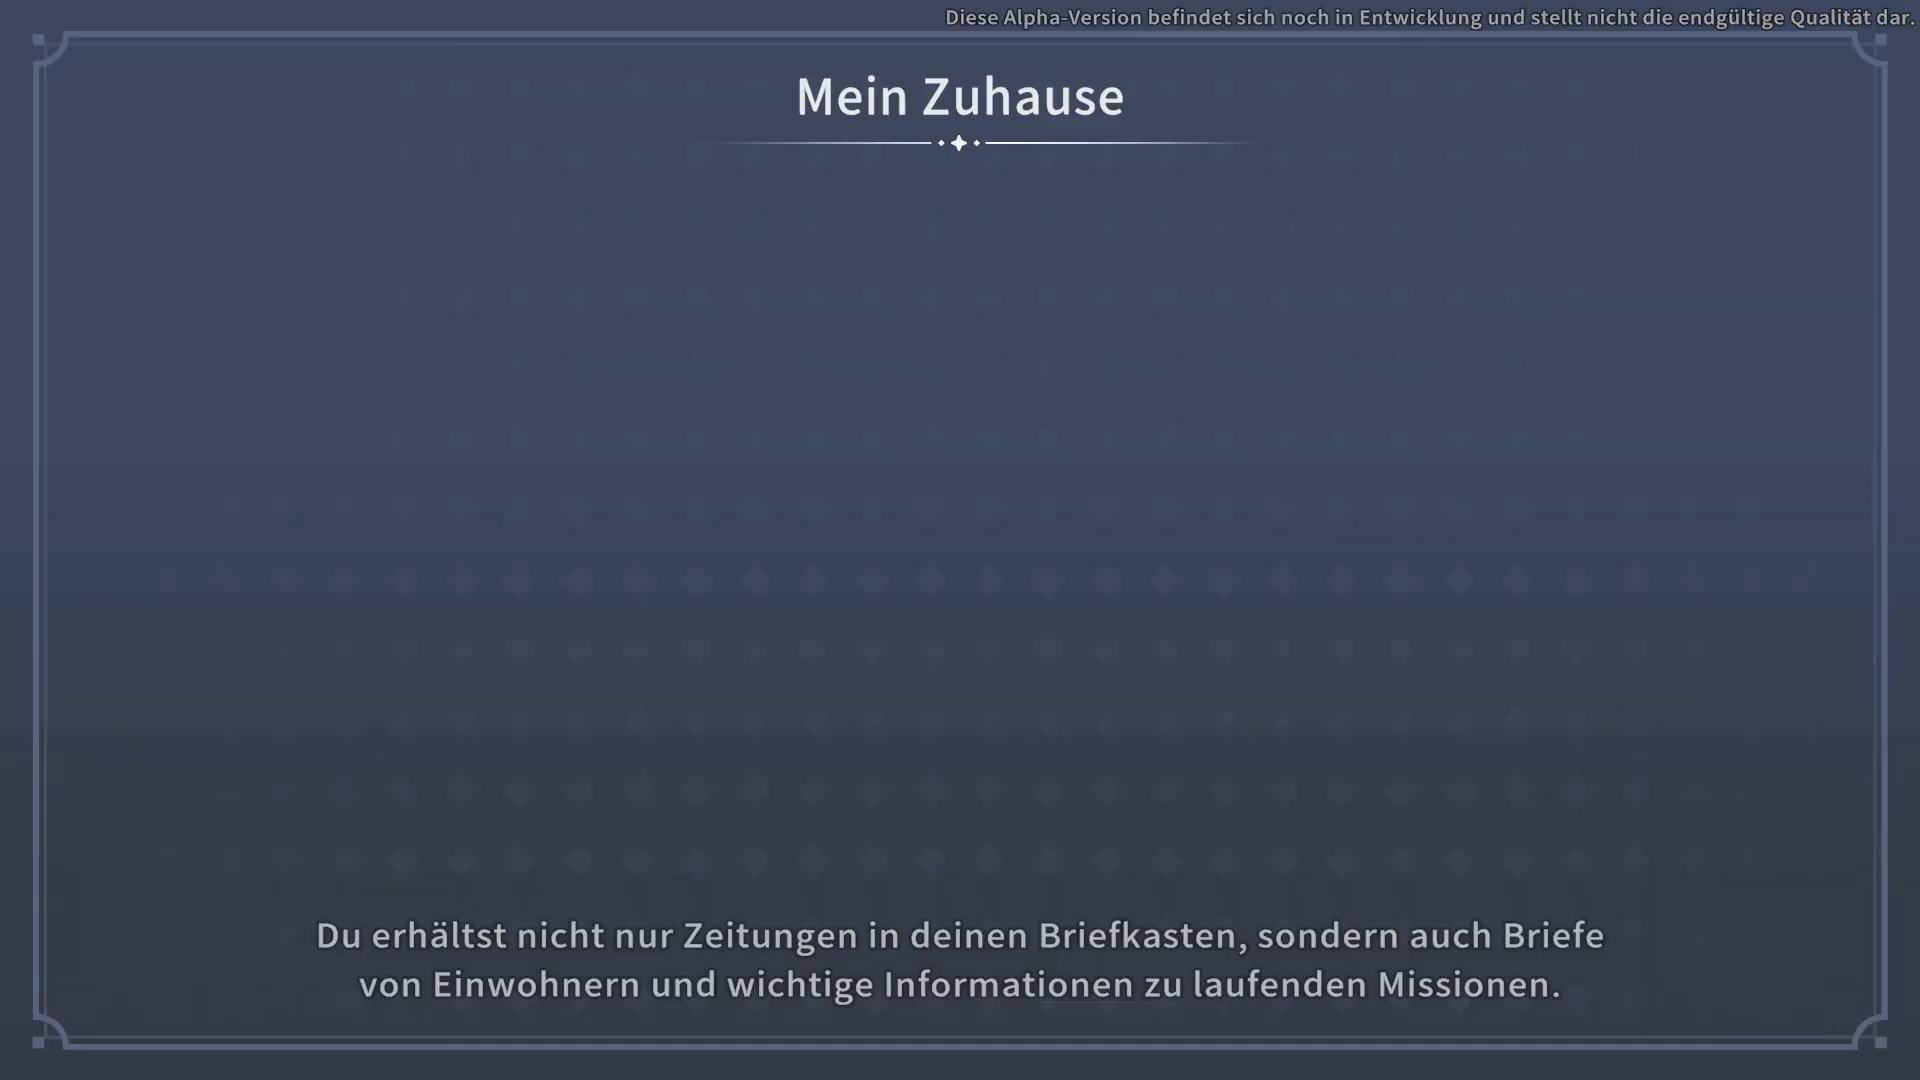 Diese Alpha-Version befindet sich noch in Entwicklung und stellt nicht die endgültige Qualität dar.
Mein Zuhause
Du erhältst nicht nur Zeitungen in deinen Briefkasten, sondern auch Briefe
von Einwohnern und wichtige Informationen zu laufenden Missionen.